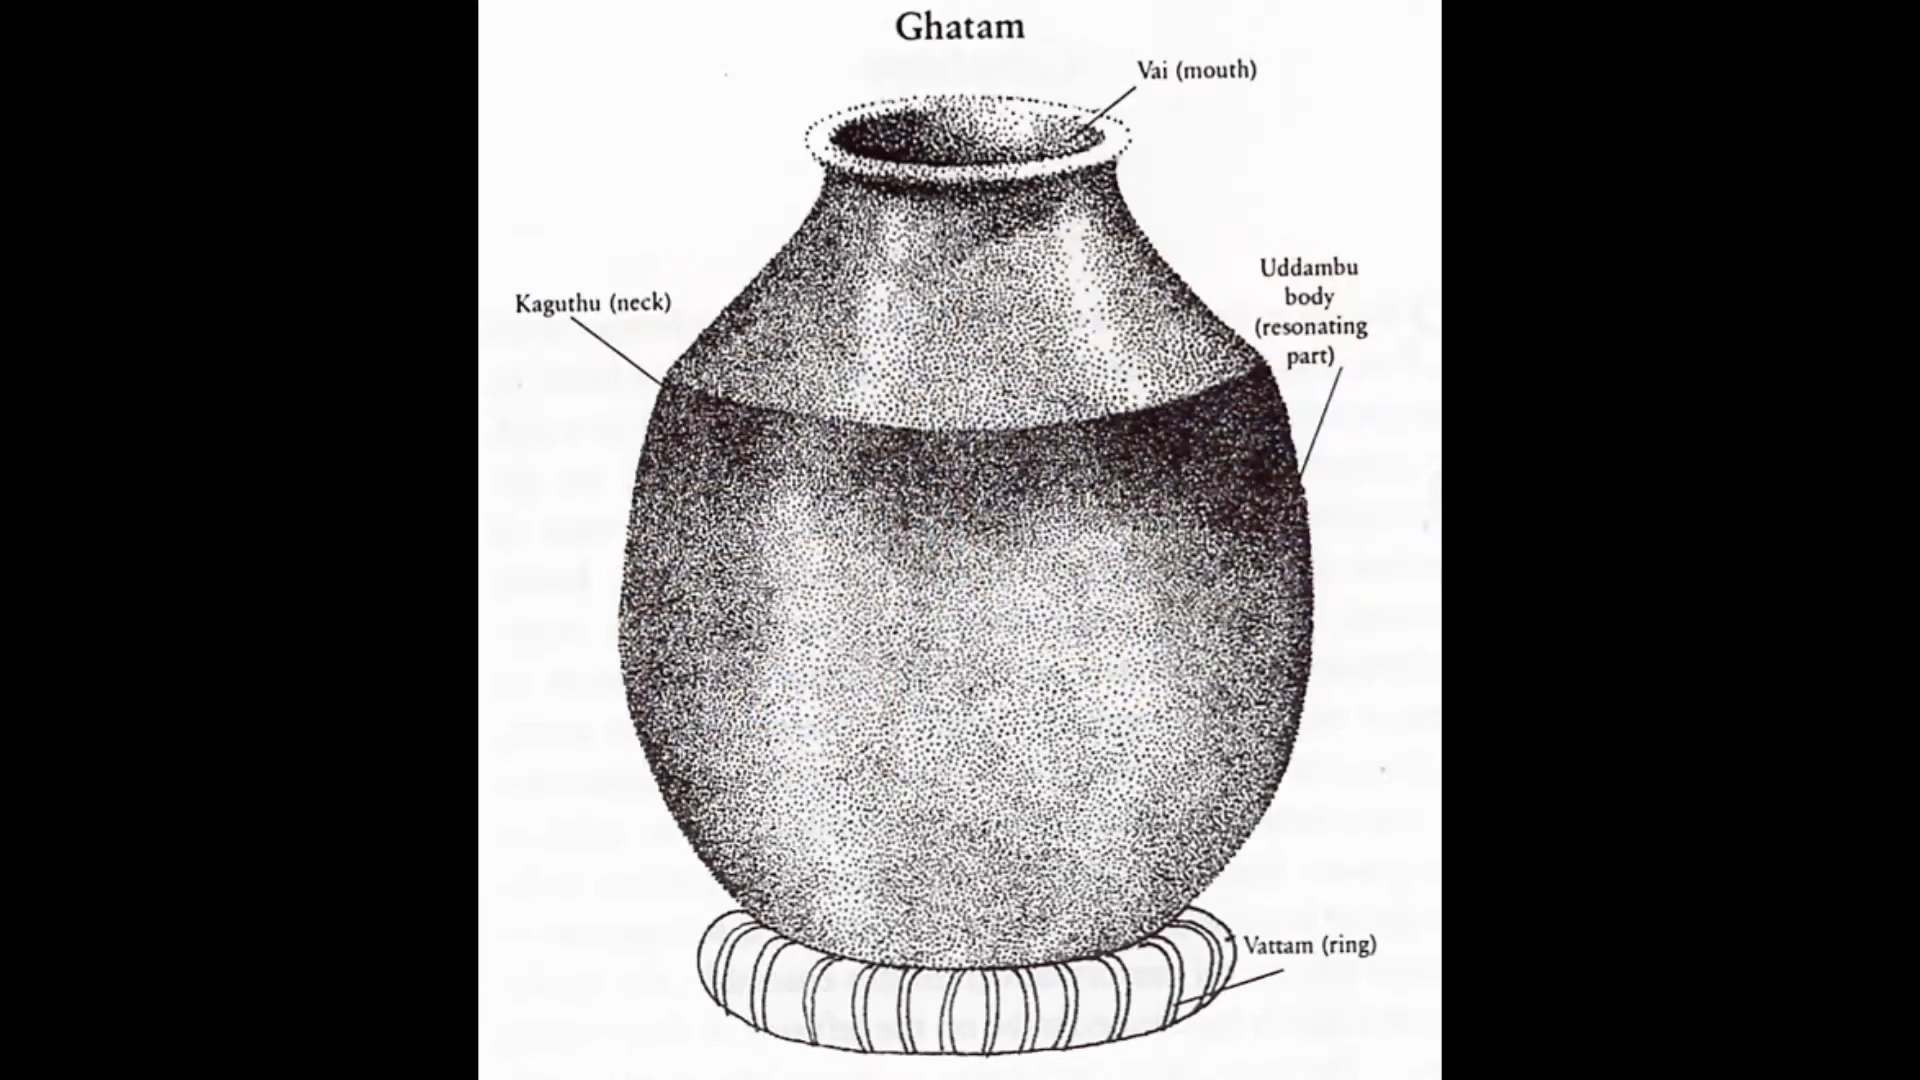 Ghatam
Vai (mouth)
Uddambu
body
(resonating
part)
Kaguthu (neck)
Vattam (ring)